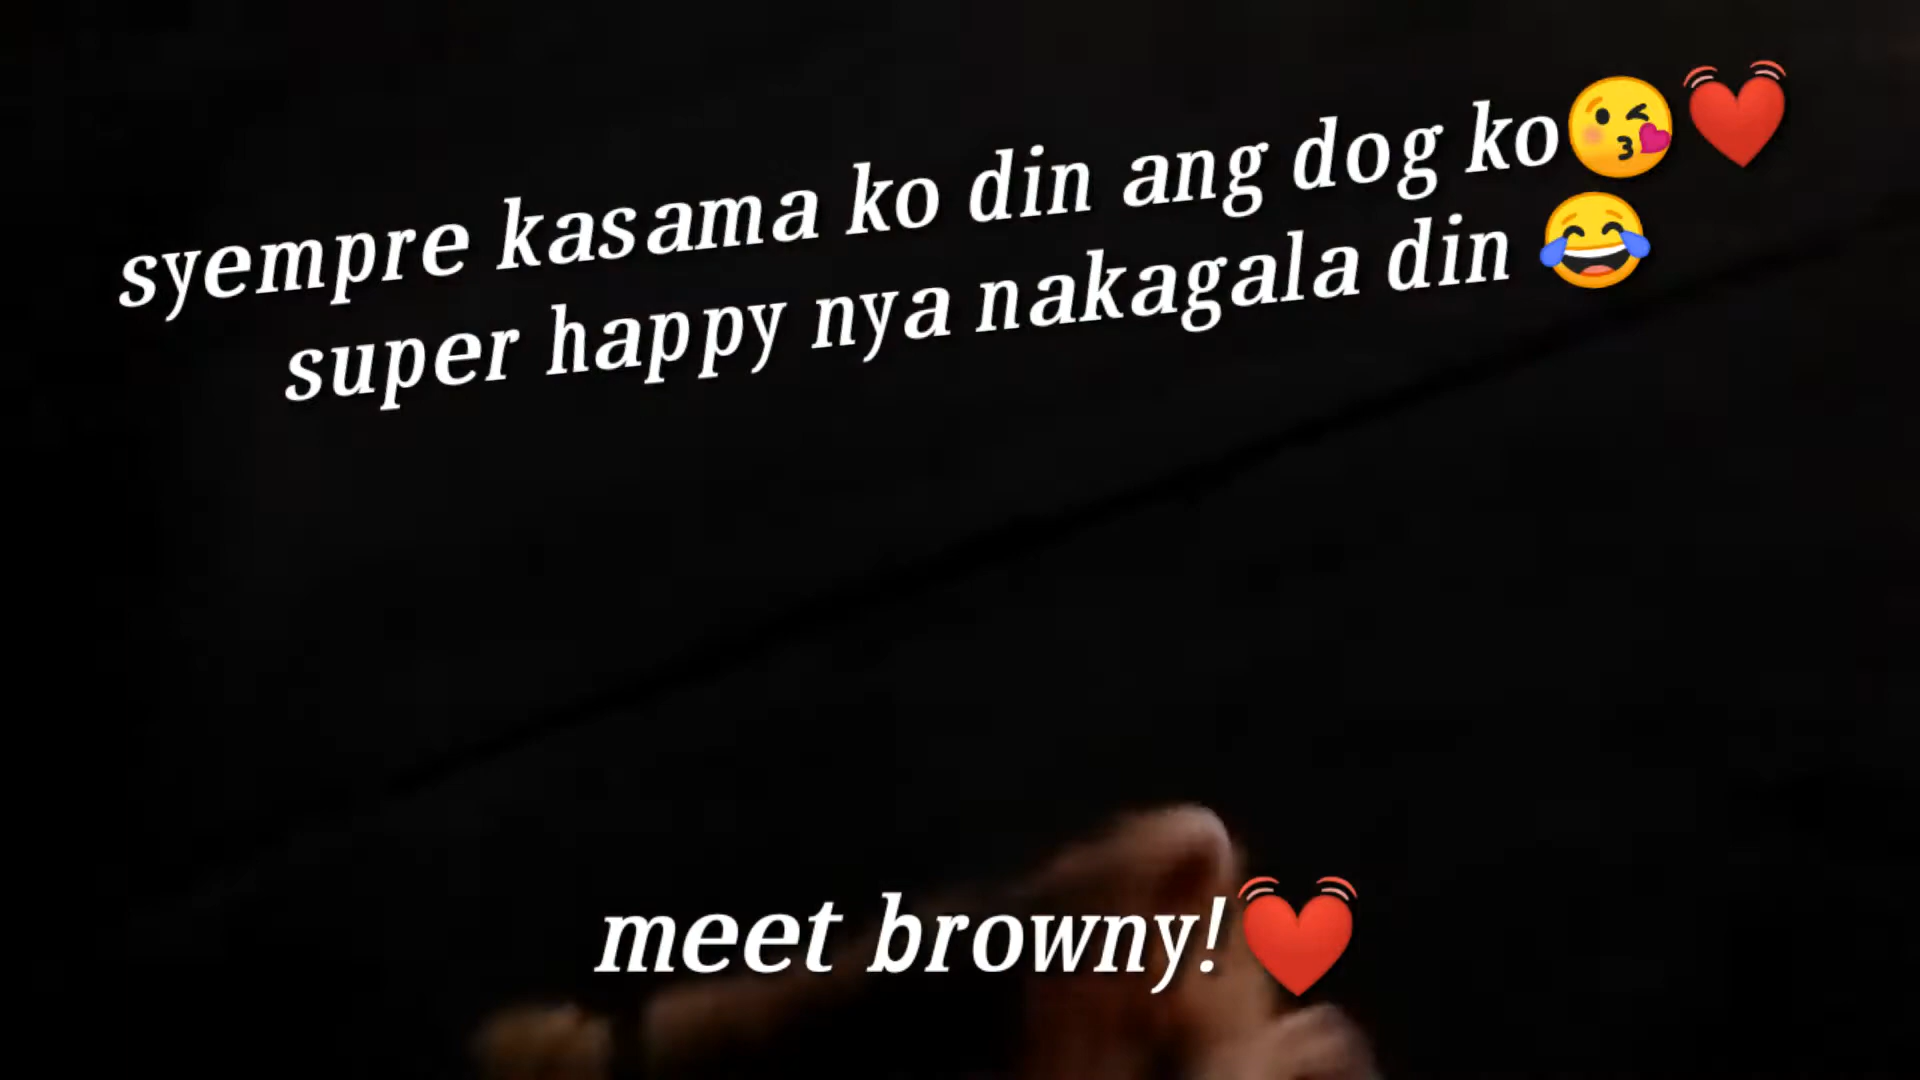 syempre kasama ko din ang dog ko😘💓
super happy nya nakagala din 😂
meet browny!💓